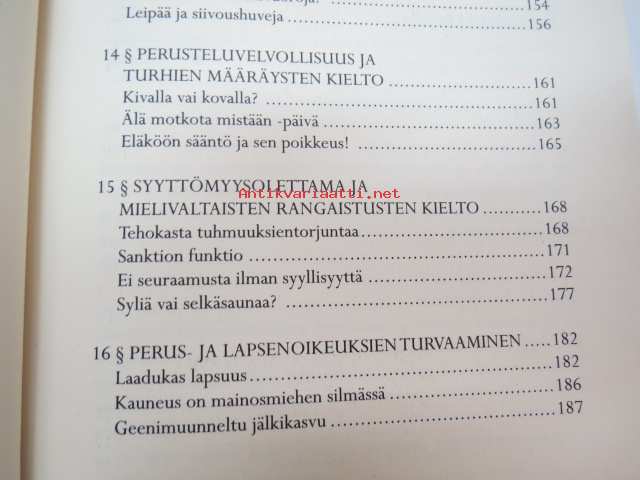 154
Leipää ja siivoushuveja ........ 156
14 § PERUSTELUVELVOLLISUUS JA
TURHIEN MÄÄRÄYSTEN KIELTO ........ 161
Kivalla vai kovalla? ........ 161
Älä motkota mistään -päivä ........ 163
Eläköön sääntö ja sen poikkeus! ........ 165
15 § SYYTTÖMYYSOLETTAMA JA
Antikvariaatti.net
MIELIVALTAISTEN RANGAISTUSTEN KIELTO ........ 168
Tehokasta tuhmuuksientorjuntaa ........ 168
Sanktion funktio ........ 171
Ei seuraamusta ilman syyllisyyttä ........ 172
Syliä vai selkäsaunaa? ........ 177
16 § PERUS- JA LAPSENOIKEUKSIEN TURVAAMINEN ..... 182
Laadukas lapsuus ........ 182
Kauneus on mainosmiehen silmässä ........ 186
Geenimuunneltu jälkikasvu ........ 187